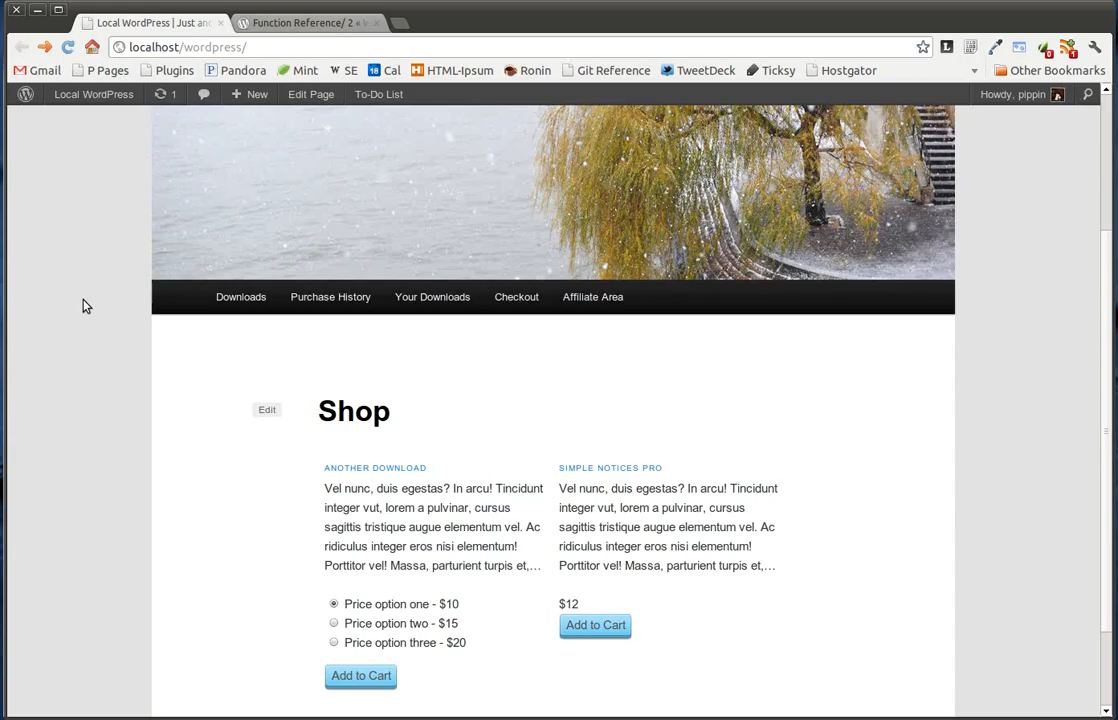 Local WordPress | Just and
Function Reference/ 2 «
localhost/wordpress/
Gmail P Pages Plugins Pandora Mint SE Cal HTML-Ipsum Ronin Git Reference TweetDeck Ticksy Hostgator Other Bookmarks
Local WordPress 1 New Edit Page To-Do List Howdy, pippin
Downloads Purchase History Your Downloads Checkout Affiliate Area
Edit
Shop
ANOTHER DOWNLOAD
Vel nunc, duis egestas? In arcu! Tincidunt
integer vut, lorem a pulvinar, cursus
sagittis tristique augue elementum vel. Ac
ridiculus integer eros nisi elementum!
Porttitor vel! Massa, parturient turpis et,…
Price option one - $10
Price option two - $15
Price option three - $20
Add to Cart
SIMPLE NOTICES PRO
Vel nunc, duis egestas? In arcu! Tincidunt
integer vut, lorem a pulvinar, cursus
sagittis tristique augue elementum vel. Ac
ridiculus integer eros nisi elementum!
Porttitor vel! Massa, parturient turpis et,…
$12
Add to Cart